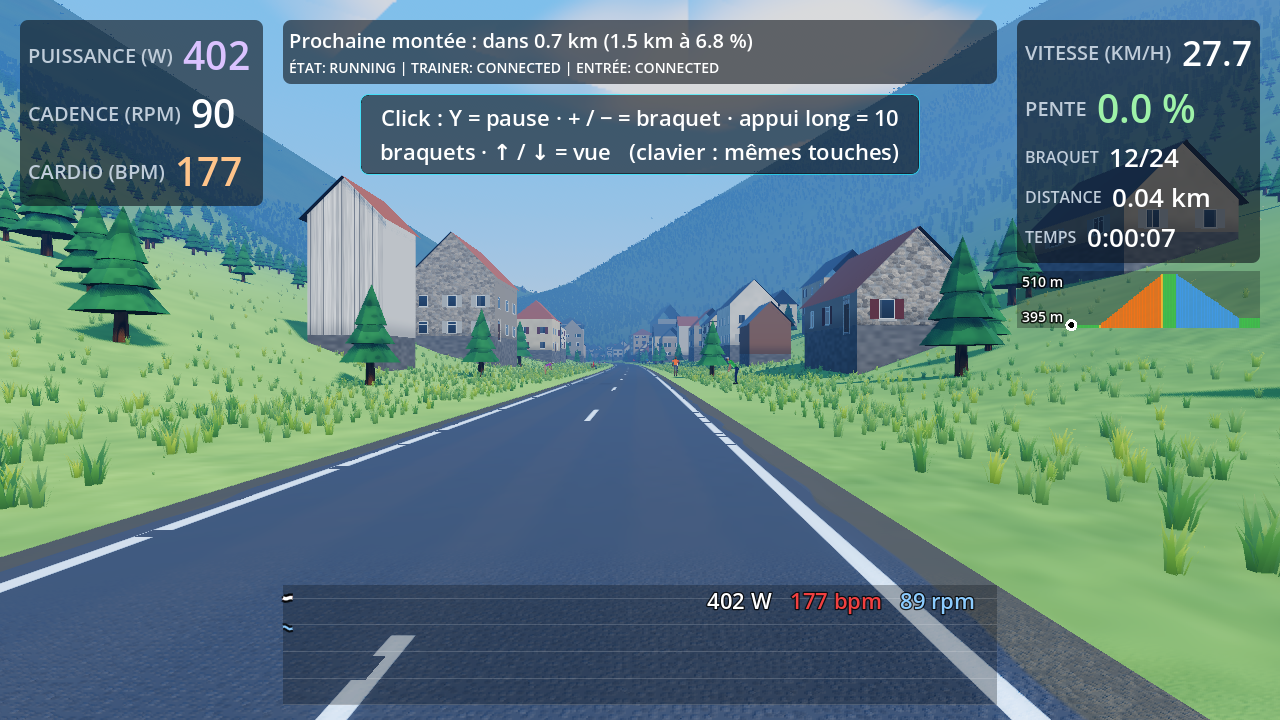 PUISSANCE (W) 402
CADENCE (RPM) 90
CARDIO (BPM) 177
Prochaine montée : dans 0.7 km (1.5 km à 6.8 %)
ÉTAT: RUNNING | TRAINER: CONNECTED | ENTRÉE: CONNECTED
Click : Y = pause · + / − = braquet · appui long = 10
braquets · ↑ / ↓ = vue (clavier : mêmes touches)
VITESSE (KM/H) 27.7
PENTE 0.0 %
BRAQUET 12/24
DISTANCE 0.04 km
TEMPS 0:00:07
510 m
395 m
402 W 177 bpm 89 rpm